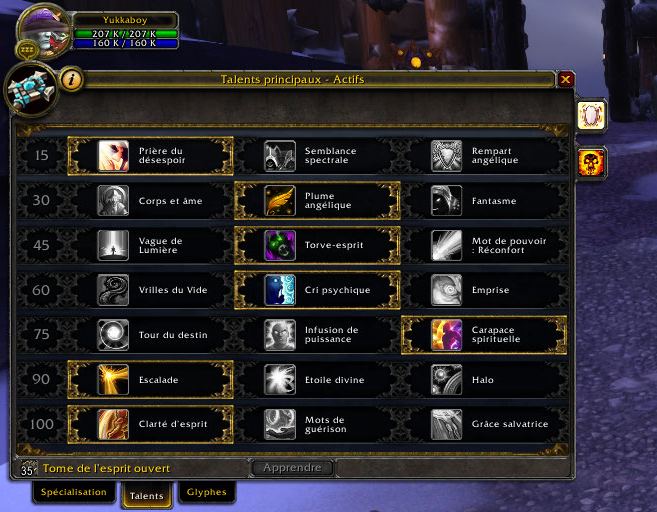 Yukkaboy
207 K / 207 K
160 K / 160 K
zzz
i
Talents principaux - Actifs
15
Prière du
désespoir
Semblance
spectrale
Rempart
angélique
30
Corps et âme
Plume
angélique
Fantasme
45
Vague de
Lumière
Torve-esprit
Mot de pouvoir
: Réconfort
60
Vrilles du Vide
Cri psychique
Emprise
75
Tour du destin
Infusion de
puissance
Carapace
spirituelle
90
Escalade
Etoile divine
Halo
100
Clarté d'esprit
Mots de
guérison
Grâce salvatrice
35
Tome de l'esprit ouvert
Apprendre
Spécialisation
Talents
Glyphes